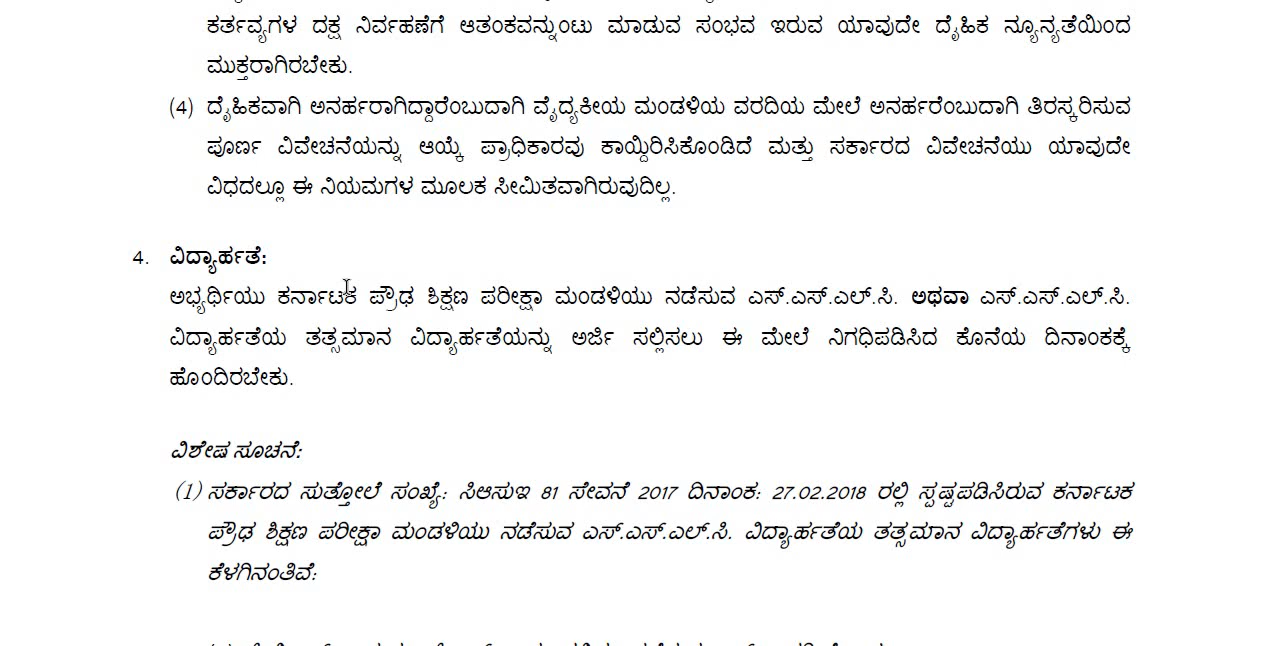 ಕರ್ತವ್ಯಗಳ ದಕ್ಷ ನಿರ್ವಹಣೆಗೆ ಆತಂಕವನ್ನುಂಟು ಮಾಡುವ ಸಂಭವ ಇರುವ ಯಾವುದೇ ದೈಹಿಕ ನ್ಯೂನ್ಯತೆಯಿಂದ
ಮುಕ್ತರಾಗಿರಬೇಕು.
(4) ದೈಹಿಕವಾಗಿ ಅನರ್ಹರಾಗಿದ್ದಾರೆಂಬುದಾಗಿ ವೈದ್ಯಕೀಯ ಮಂಡಳಿಯ ವರದಿಯ ಮೇಲೆ ಅನರ್ಹರೆಂಬುದಾಗಿ ತಿರಸ್ಕರಿಸುವ
ಪೂರ್ಣ ವಿವೇಚನೆಯನ್ನು ಆಯ್ಕೆ ಪ್ರಾಧಿಕಾರವು ಕಾಯ್ದಿರಿಸಿಕೊಂಡಿದೆ ಮತ್ತು ಸರ್ಕಾರದ ವಿವೇಚನೆಯು ಯಾವುದೇ
ವಿಧದಲ್ಲೂ ಈ ನಿಯಮಗಳ ಮೂಲಕ ಸೀಮಿತವಾಗಿರುವುದಿಲ್ಲ.
4. ವಿದ್ಯಾರ್ಹತೆ:
ಅಭ್ಯರ್ಥಿಯು ಕರ್ನಾಟಕ ಪ್ರೌಢ ಶಿಕ್ಷಣ ಪರೀಕ್ಷಾ ಮಂಡಳಿಯು ನಡೆಸುವ ಎಸ್.ಎಸ್.ಎಲ್.ಸಿ. ಅಥವಾ ಎಸ್.ಎಸ್.ಎಲ್.ಸಿ.
ವಿದ್ಯಾರ್ಹತೆಯ ತತ್ಸಮಾನ ವಿದ್ಯಾರ್ಹತೆಯನ್ನು ಅರ್ಜಿ ಸಲ್ಲಿಸಲು ಈ ಮೇಲೆ ನಿಗಧಿಪಡಿಸಿದ ಕೊನೆಯ ದಿನಾಂಕಕ್ಕೆ
ಹೊಂದಿರಬೇಕು.
ವಿಶೇಷ ಸೂಚನೆ:
(1) ಸರ್ಕಾರದ ಸುತ್ತೋಲೆ ಸಂಖ್ಯೆ: ಸಿಆಸುಇ 81 ಸೇವನೆ 2017 ದಿನಾಂಕ: 27.02.2018 ರಲ್ಲಿ ಸ್ಪಷ್ಟಪಡಿಸಿರುವ ಕರ್ನಾಟಕ
ಪ್ರೌಢ ಶಿಕ್ಷಣ ಪರೀಕ್ಷಾ ಮಂಡಳಿಯು ನಡೆಸುವ ಎಸ್.ಎಸ್.ಎಲ್.ಸಿ. ವಿದ್ಯಾರ್ಹತೆಯ ತತ್ಸಮಾನ ವಿದ್ಯಾರ್ಹತೆಗಳು ಈ
ಕೆಳಗಿನಂತಿವೆ: